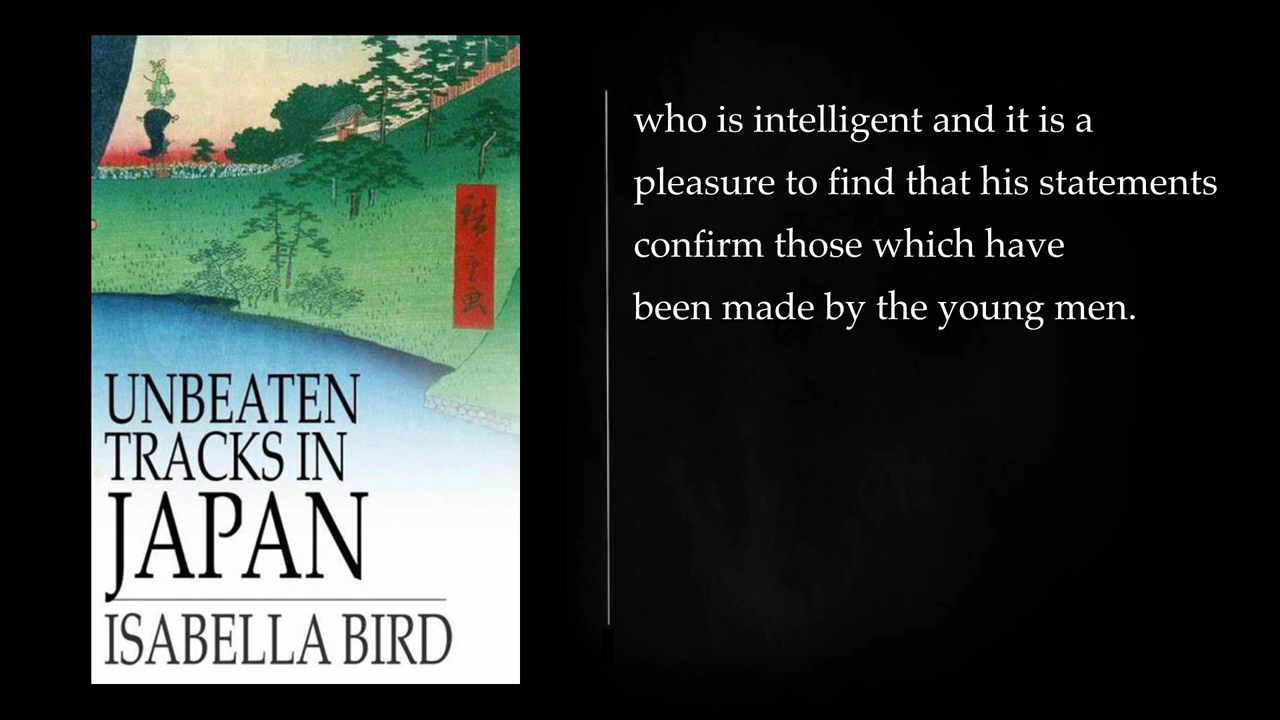 UNBEATEN
TRACKS IN
JAPAN
ISABELLA BIRD
who is intelligent and it is a
pleasure to find that his statements
confirm those which have
been made by the young men.